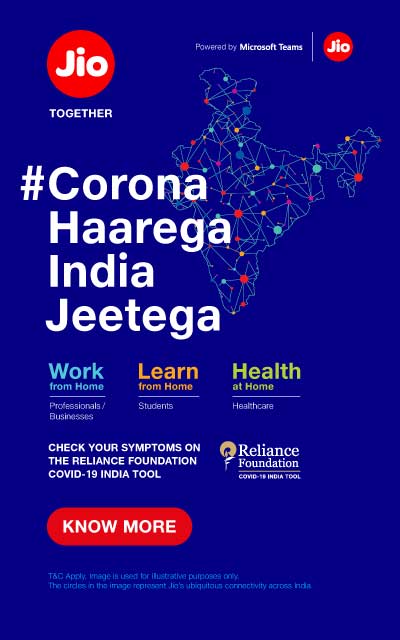 Jio
Powered by Microsoft Teams
Jio
TOGETHER
#Corona
Haarega
India
Jeetega
Work
from Home
Professionals /
Businesses
Learn
from Home
Students
Health
at Home
Healthcare
CHECK YOUR SYMPTOMS ON
THE RELIANCE FOUNDATION
COVID-19 INDIA TOOL
Reliance
Foundation
COVID-19 INDIA TOOL
KNOW MORE
T&C Apply. Image is used for illustrative purposes only.
The circles in the image represent Jio's ubiquitous connectivity across India.